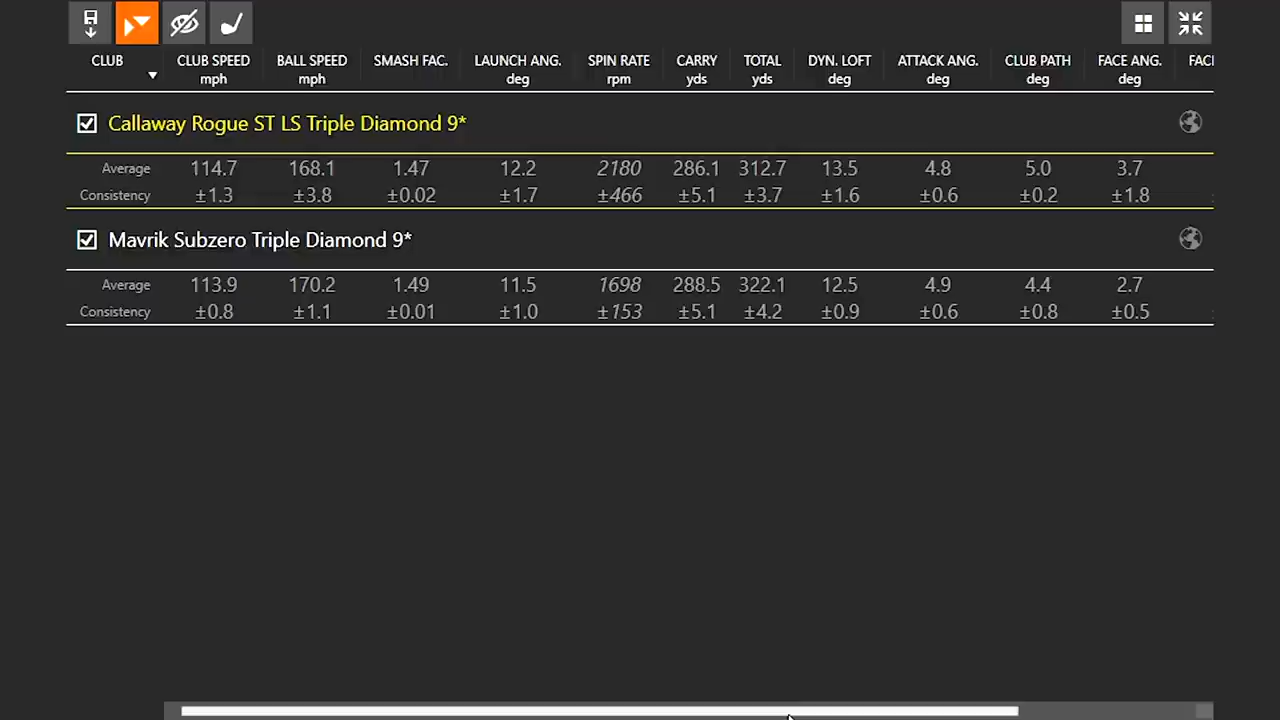 CLUB CLUB SPEED BALL SPEED SMASH FAC. LAUNCH ANG. SPIN RATE CARRY TOTAL DYN. LOFT ATTACK ANG. CLUB PATH FACE ANG. FACI
mph mph deg rpm yds yds deg deg deg deg
Callaway Rogue ST LS Triple Diamond 9*
Average 114.7 168.1 1.47 12.2 2180 286.1 312.7 13.5 4.8 5.0 3.7
Consistency ±1.3 ±3.8 ±0.02 ±1.7 ±466 ±5.1 ±3.7 ±1.6 ±0.6 ±0.2 ±1.8
Mavrik Subzero Triple Diamond 9*
Average 113.9 170.2 1.49 11.5 1698 288.5 322.1 12.5 4.9 4.4 2.7
Consistency ±0.8 ±1.1 ±0.01 ±1.0 ±153 ±5.1 ±4.2 ±0.9 ±0.6 ±0.8 ±0.5